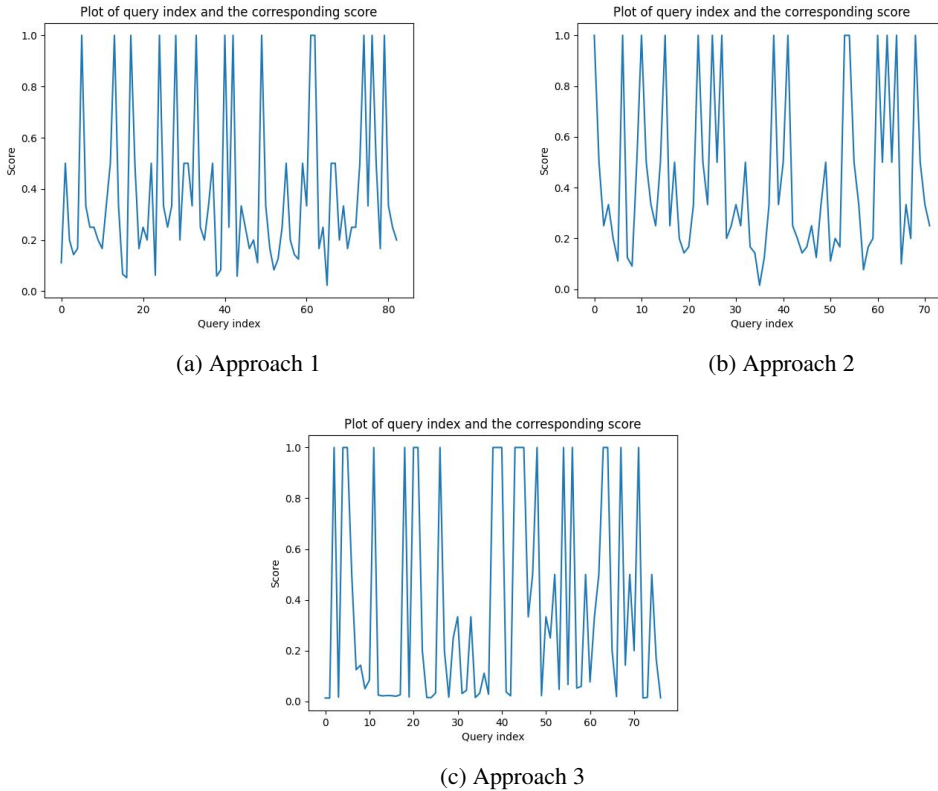 Plot of query index and the corresponding score
1.0
0.8
0.6
0.4
0.2
0.0
Score
0 20 40 60 80
Query index
(a) Approach 1
Plot of query index and the corresponding score
1.0
0.8
0.6
0.4
0.2
0.0
Score
0 10 20 30 40 50 60 70
Query index
(b) Approach 2
Plot of query index and the corresponding score
1.0
0.8
0.6
0.4
0.2
0.0
Score
0 10 20 30 40 50 60 70
Query index
(c) Approach 3